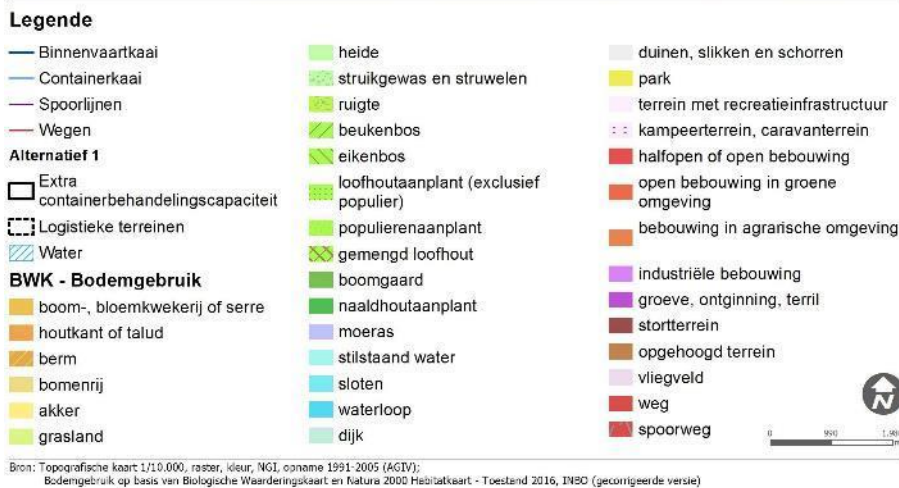 Legende
Binnenvaartkaai
Containerkaai
Spoorlijnen
Wegen
Alternatief 1
Extra
containerbehandelingscapaciteit
Logistieke terreinen
Water
BWK - Bodemgebruik
boom-, bloemkwekerij of serre
houtkant of talud
berm
bomenrij
akker
grasland
heide
struikgewas en struwelen
ruigte
beukenbos
eikenbos
loofhoutaanplant (exclusief
populier)
populierenaanplant
gemengd loofhout
boomgaard
naaldhoutaanplant
moeras
stilstaand water
sloten
waterloop
dijk
duinen, slikken en schorren
park
terrein met recreatieinfrastructuur
kampeerterrein, caravanterrein
halfopen of open bebouwing
open bebouwing in groene
omgeving
bebouwing in agrarische omgeving
industriële bebouwing
groeve, ontginning, terril
stortterrein
opgehoogd terrein
vliegveld
weg
spoorweg
N
0 990
Bron: Topografische kaart 1/10.000, raster, kleur, NGI, opname 1991-2005 (AGIV);
Bodemgebruik op basis van Biologische Waarderingskaart en Natura 2000 Habitatkaart - Toestand 2016, INBO (gecorrigeerde versie)